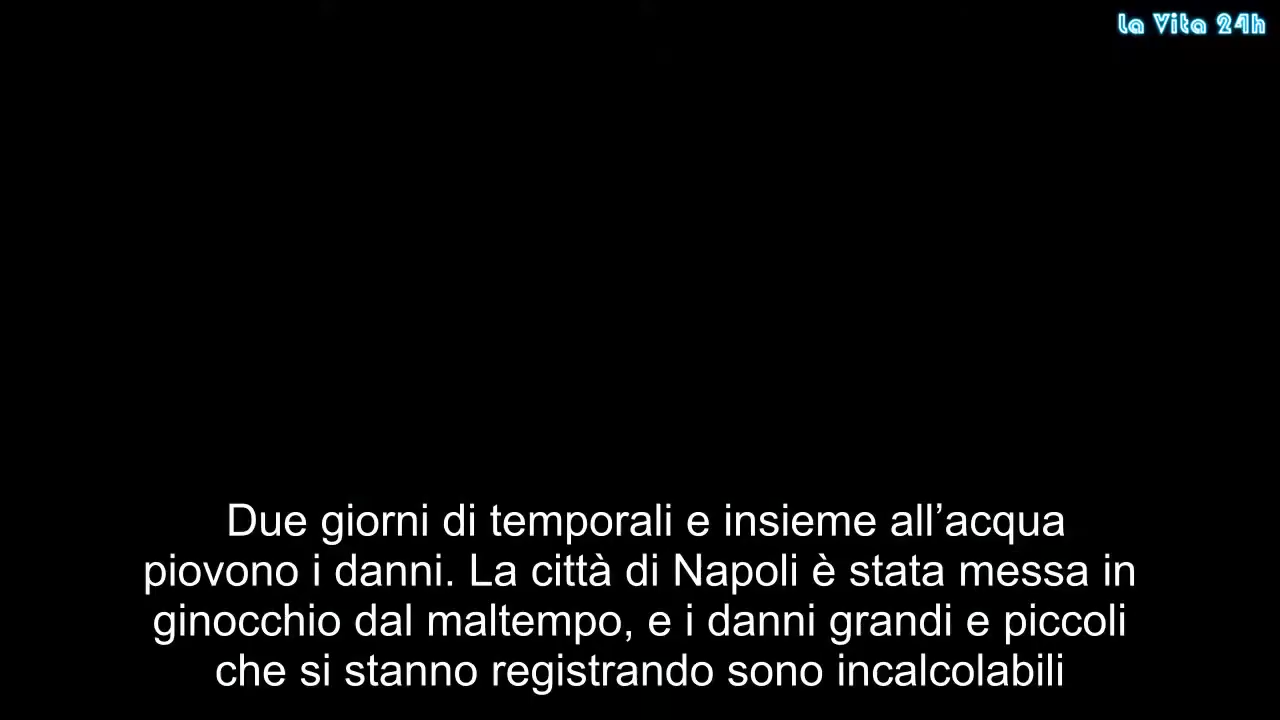 la Vita 24h
Due giorni di temporali e insieme all’acqua
piovono i danni. La città di Napoli è stata messa in
ginocchio dal maltempo, e i danni grandi e piccoli
che si stanno registrando sono incalcolabili